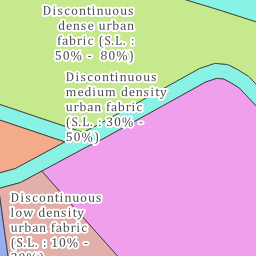 Discontinuous
dense urban
fabric (S.L. :
50% - 80%)
Discontinuous
medium density
urban fabric
(S.L. : 30% -
50%)
Discontinuous
low density
urban fabric
(S.L. : 10% -
30%)